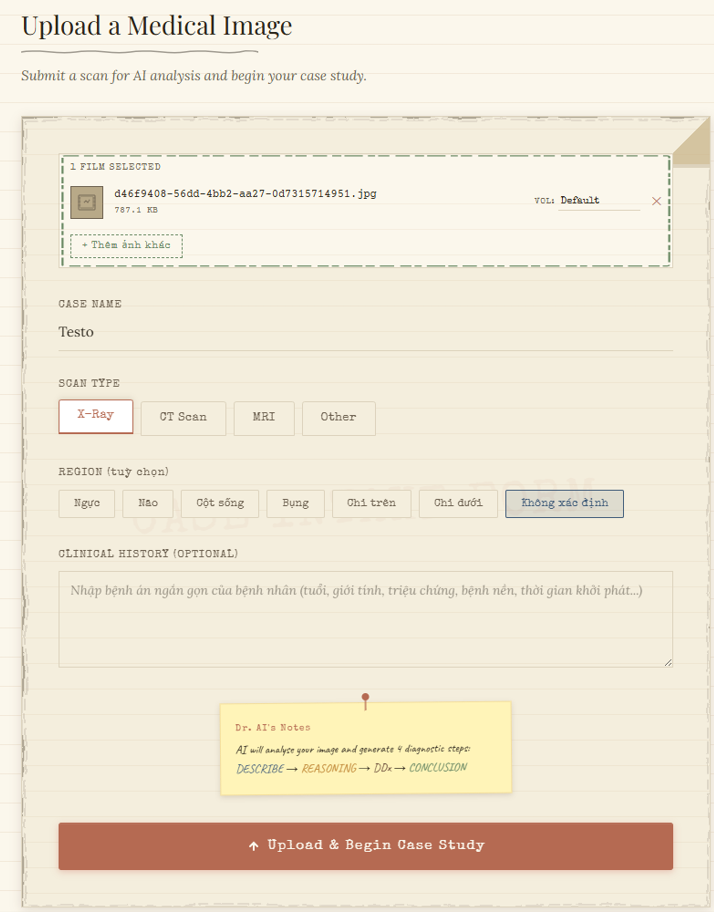 Upload a Medical Image
Submit a scan for AI analysis and begin your case study.
1 FILM SELECTED
d46f9408-56dd-4bb2-aa27-0d7315714951.jpg
787.1 KB
VOL: Default
+ Thêm ảnh khác
CASE NAME
Testo
SCAN TYPE
X-Ray CT Scan MRI Other
REGION (tuỳ chọn)
Ngực Não Cột sống Bụng Chi trên Chi dưới Không xác định
CASE INTAKE FORM
CLINICAL HISTORY (OPTIONAL)
Nhập bệnh án ngắn gọn của bệnh nhân (tuổi, giới tính, triệu chứng, bệnh nền, thời gian khởi phát...)
Dr. AI's Notes
AI will analyse your image and generate 4 diagnostic steps:
DESCRIBE → REASONING → DDx → CONCLUSION
↑ Upload & Begin Case Study